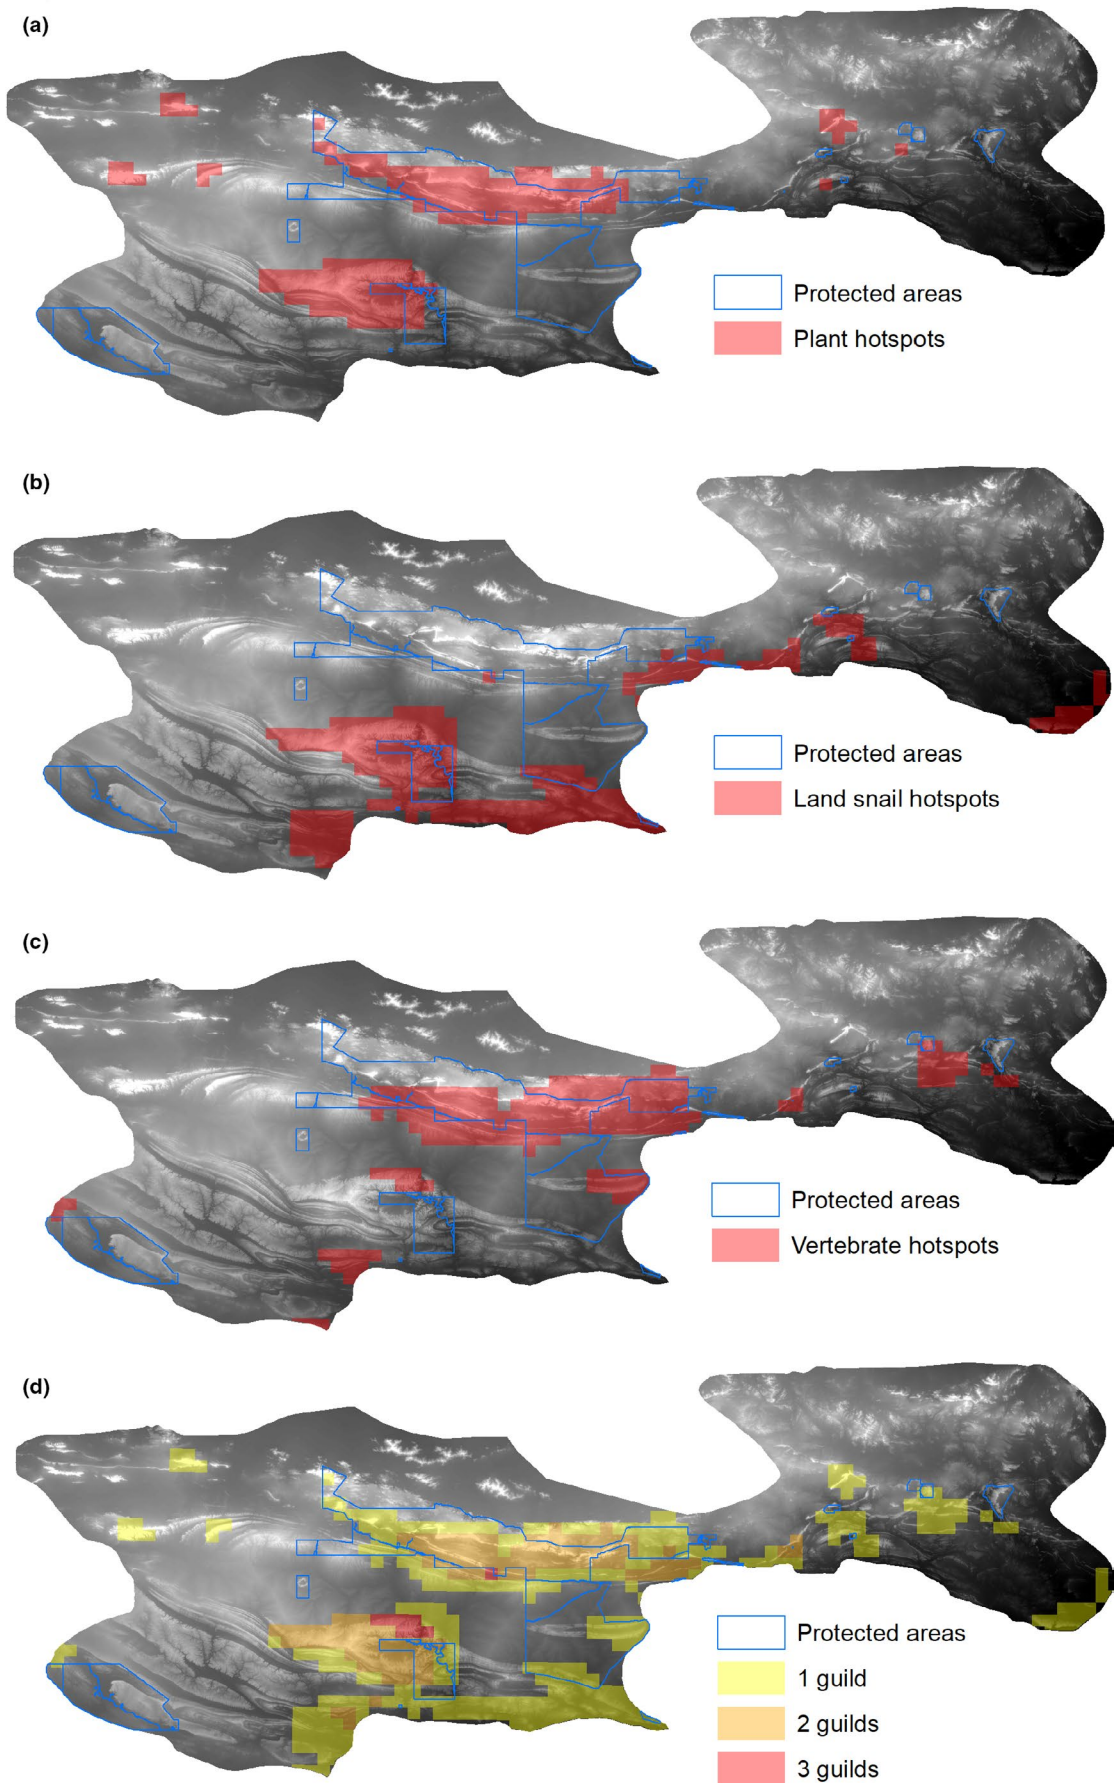 (a)
Protected areas
Plant hotspots
(b)
Protected areas
Land snail hotspots
(c)
Protected areas
Vertebrate hotspots
(d)
Protected areas
1 guild
2 guilds
3 guilds